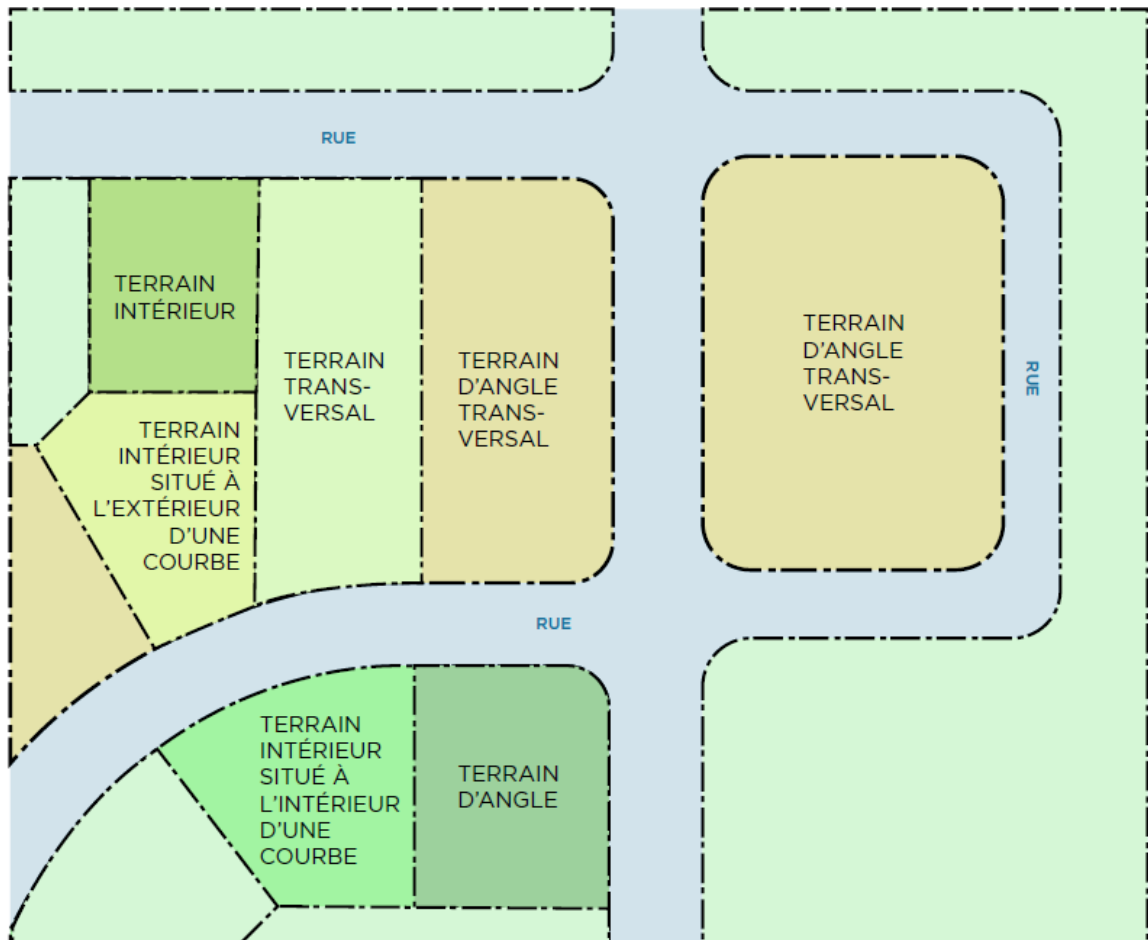 RUE
TERRAIN
INTÉRIEUR
TERRAIN
TRANS-
VERSAL
TERRAIN
D'ANGLE
TRANS-
VERSAL
TERRAIN
D'ANGLE
TRANS-
VERSAL
RUE
TERRAIN
INTÉRIEUR
SITUÉ À
L'EXTÉRIEUR
D'UNE
COURBE
RUE
TERRAIN
INTÉRIEUR
SITUÉ À
L'INTÉRIEUR
D'UNE
COURBE
TERRAIN
D'ANGLE